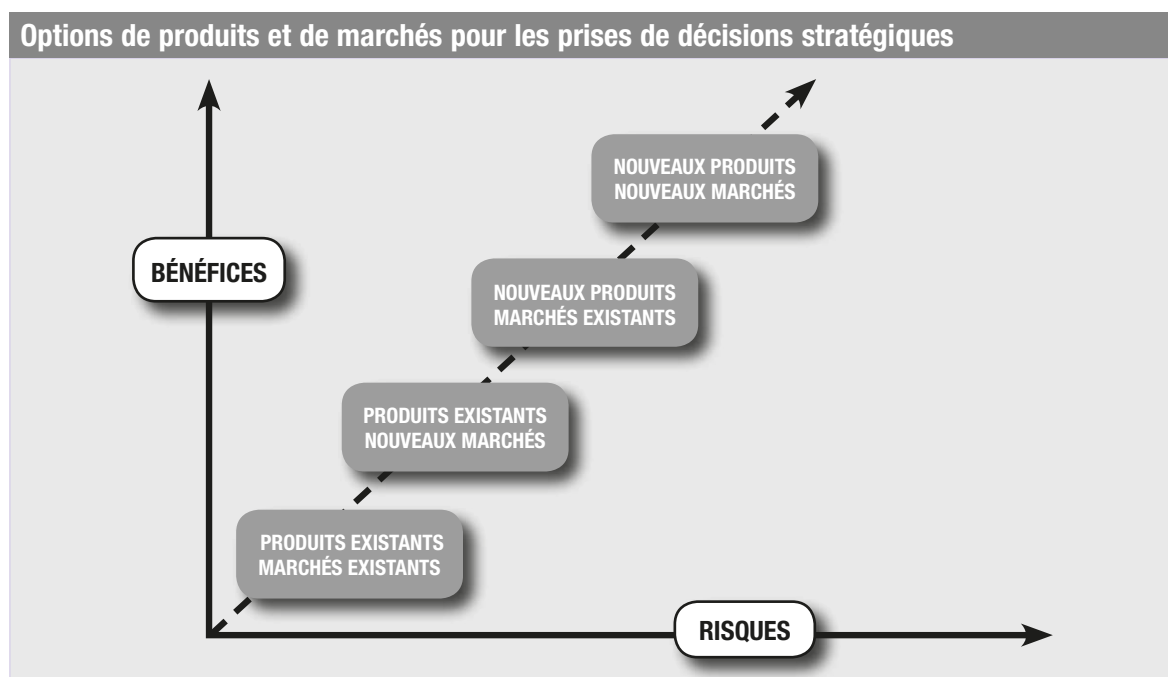 Options de produits et de marchés pour les prises de décisions stratégiques
NOUVEAUX PRODUITS
NOUVEAUX MARCHÉS
BÉNÉFICES
NOUVEAUX PRODUITS
MARCHÉS EXISTANTS
PRODUITS EXISTANTS
NOUVEAUX MARCHÉS
PRODUITS EXISTANTS
MARCHÉS EXISTANTS
RISQUES